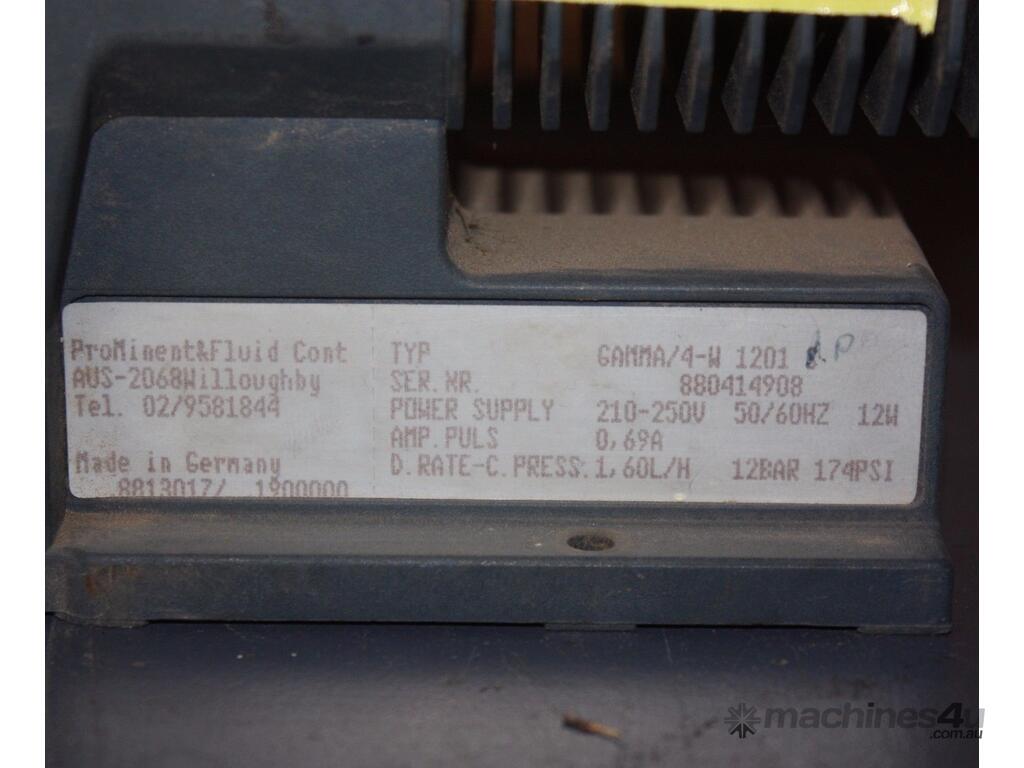 ProMinent&Fluid Cont
AUS-2068Willoughby
Tel. 02/9581844
Made in Germany
8813017/ 1900000
TYP GAMMA/4-W 1201
SER.NR. 880414908
POWER SUPPLY 210-250V 50/60HZ 12W
AMP.PULS 0,69A
D.RATE-C.PRESS: 1,60L/H 12BAR 174PSI
machines4u
.com.au